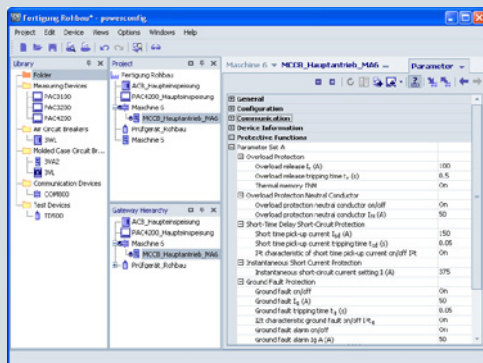 Fertigung Rohbau* - powerconfig
Project Edit Device Views Options Windows Help
Library
Folder
Measuring Devices
PAC3100
PAC3200
PAC4200
Air Circuit Breakers
3WL
Molded Case Circuit Br...
3VA2
3VL
Communication Devices
COM800
Test Devices
TD500
Project
Fertigung Rohbau
ACB_Haupteinspeisung
PAC4200_Haupteinspeisung
Maschine 6
MCCB_Hauptantrieb_MA6
Prüfgerät_Rohbau
Maschine 5
Gateway Hierarchy
ACB_Haupteinspeisung
PAC4200_Haupteinspeisung
Maschine 6
MCCB_Hauptantrieb_MA6
Prüfgerät_Rohbau
Maschine 6 MCCB_Hauptantrieb_MA6
Parameter
General
Configuration
Communication
Device Information
Protective Functions
Parameter Set A
Overload Protection
Overload release Ir (A) 100
Overload release tripping time tr (s) 0.5
Thermal memory On
Overload Protection Neutral Conductor
Overload protection neutral conductor on/off On
Overload protection neutral conductor (A) 50
Short-Time Delay Short-Circuit Protection
Short time pick-up current Isd (A) 150
Short time pick-up current tripping time tsd (s) 0.05
I²t characteristic of short time pick-up current on/off I²t On
Instantaneous Short Current Protection
Instantaneous short-circuit current setting I (A) 375
Ground Fault Protection
Ground fault on/off On
Ground fault Ig (A) 50
Ground fault tripping time tg (s) 0.05
I2t characteristic ground fault on/off I²tg On
Ground fault alarm on/off On
Ground fault alarm Ig A (A) 50